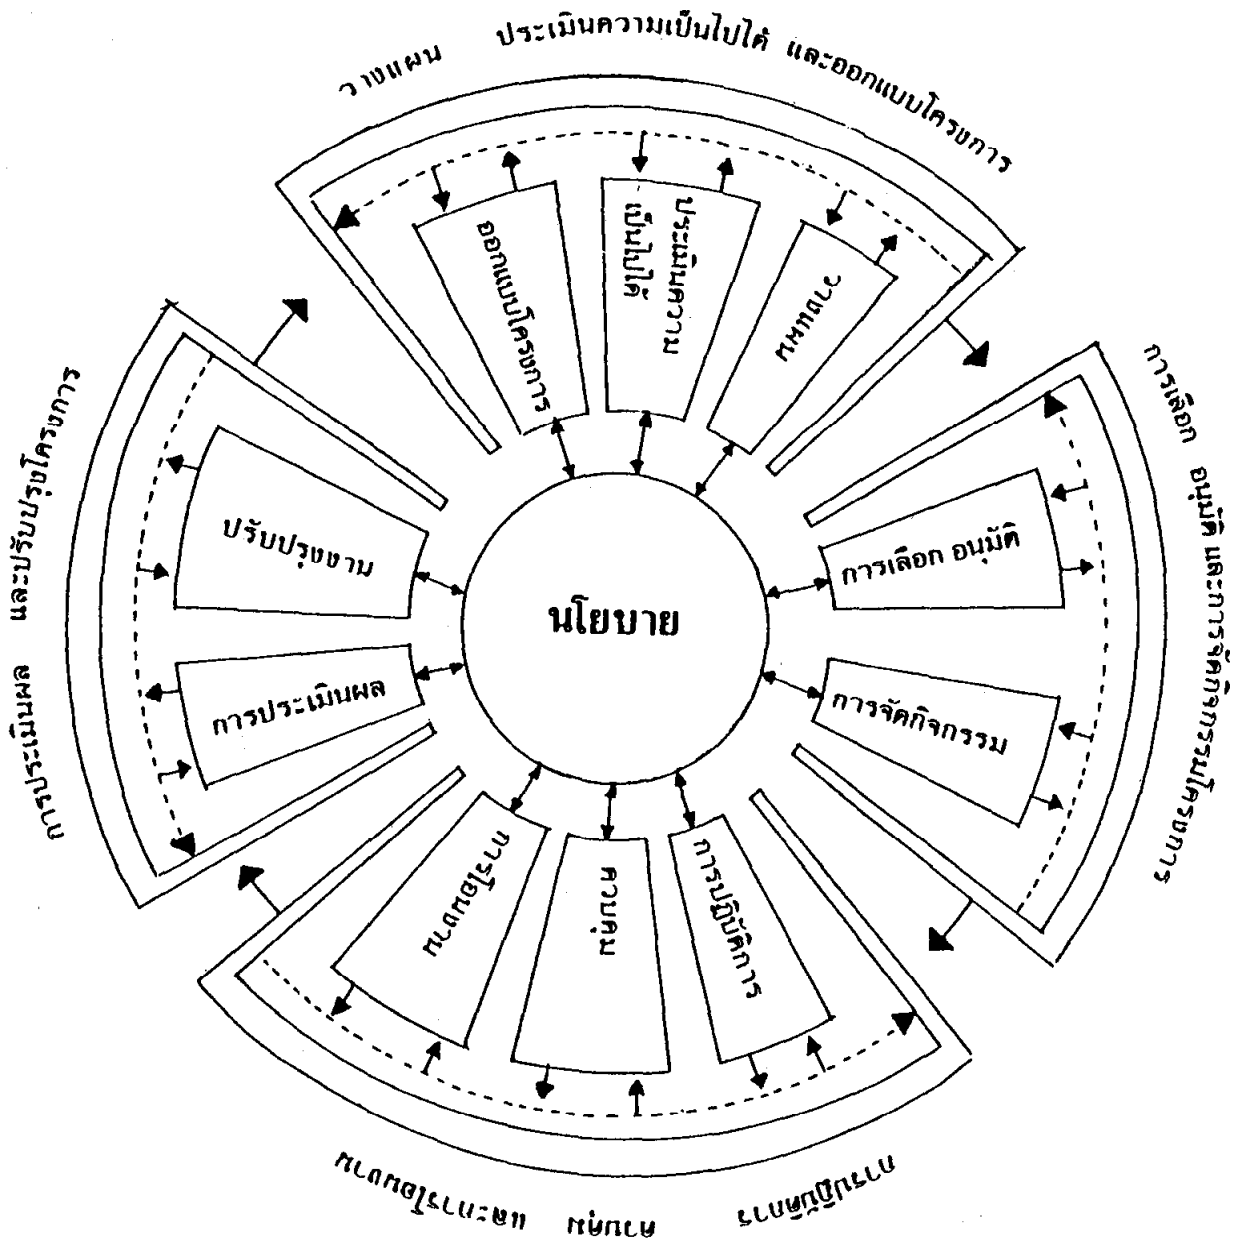 วางแผน ประเมินความเป็นไปได้ และออกแบบโครงการ
ออกแบบโครงการ
ประเมินความ
เป็นไปได้
วางแผน
การเลือก อนุมัติ และการจัดกิจกรรมโครงการ
การเลือก อนุมัติ
การจัดกิจกรรม
การปฏิบัติการ ควบคุม และการโอนงาน
การปฏิบัติการ
ควบคุม
การโอนงาน
การประเมินผล และปรับปรุงโครงการ
การประเมินผล
ปรับปรุงงาน
นโยบาย